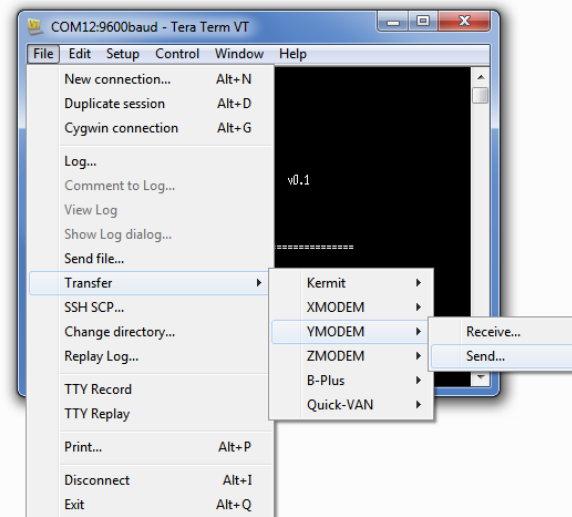 COM12:9600baud - Tera Term VT
File Edit Setup Control Window Help
New connection... Alt+N
Duplicate session Alt+D
Cygwin connection Alt+G
Log...
Comment to Log...
v0.1
View Log
Show Log dialog...
==============
Send file...
Transfer
Kermit
SSH SCP...
XMODEM
Change directory...
YMODEM
Receive...
Replay Log...
ZMODEM
Send...
TTY Record
B-Plus
TTY Replay
Quick-VAN
Print... Alt+P
Disconnect Alt+I
Exit Alt+Q